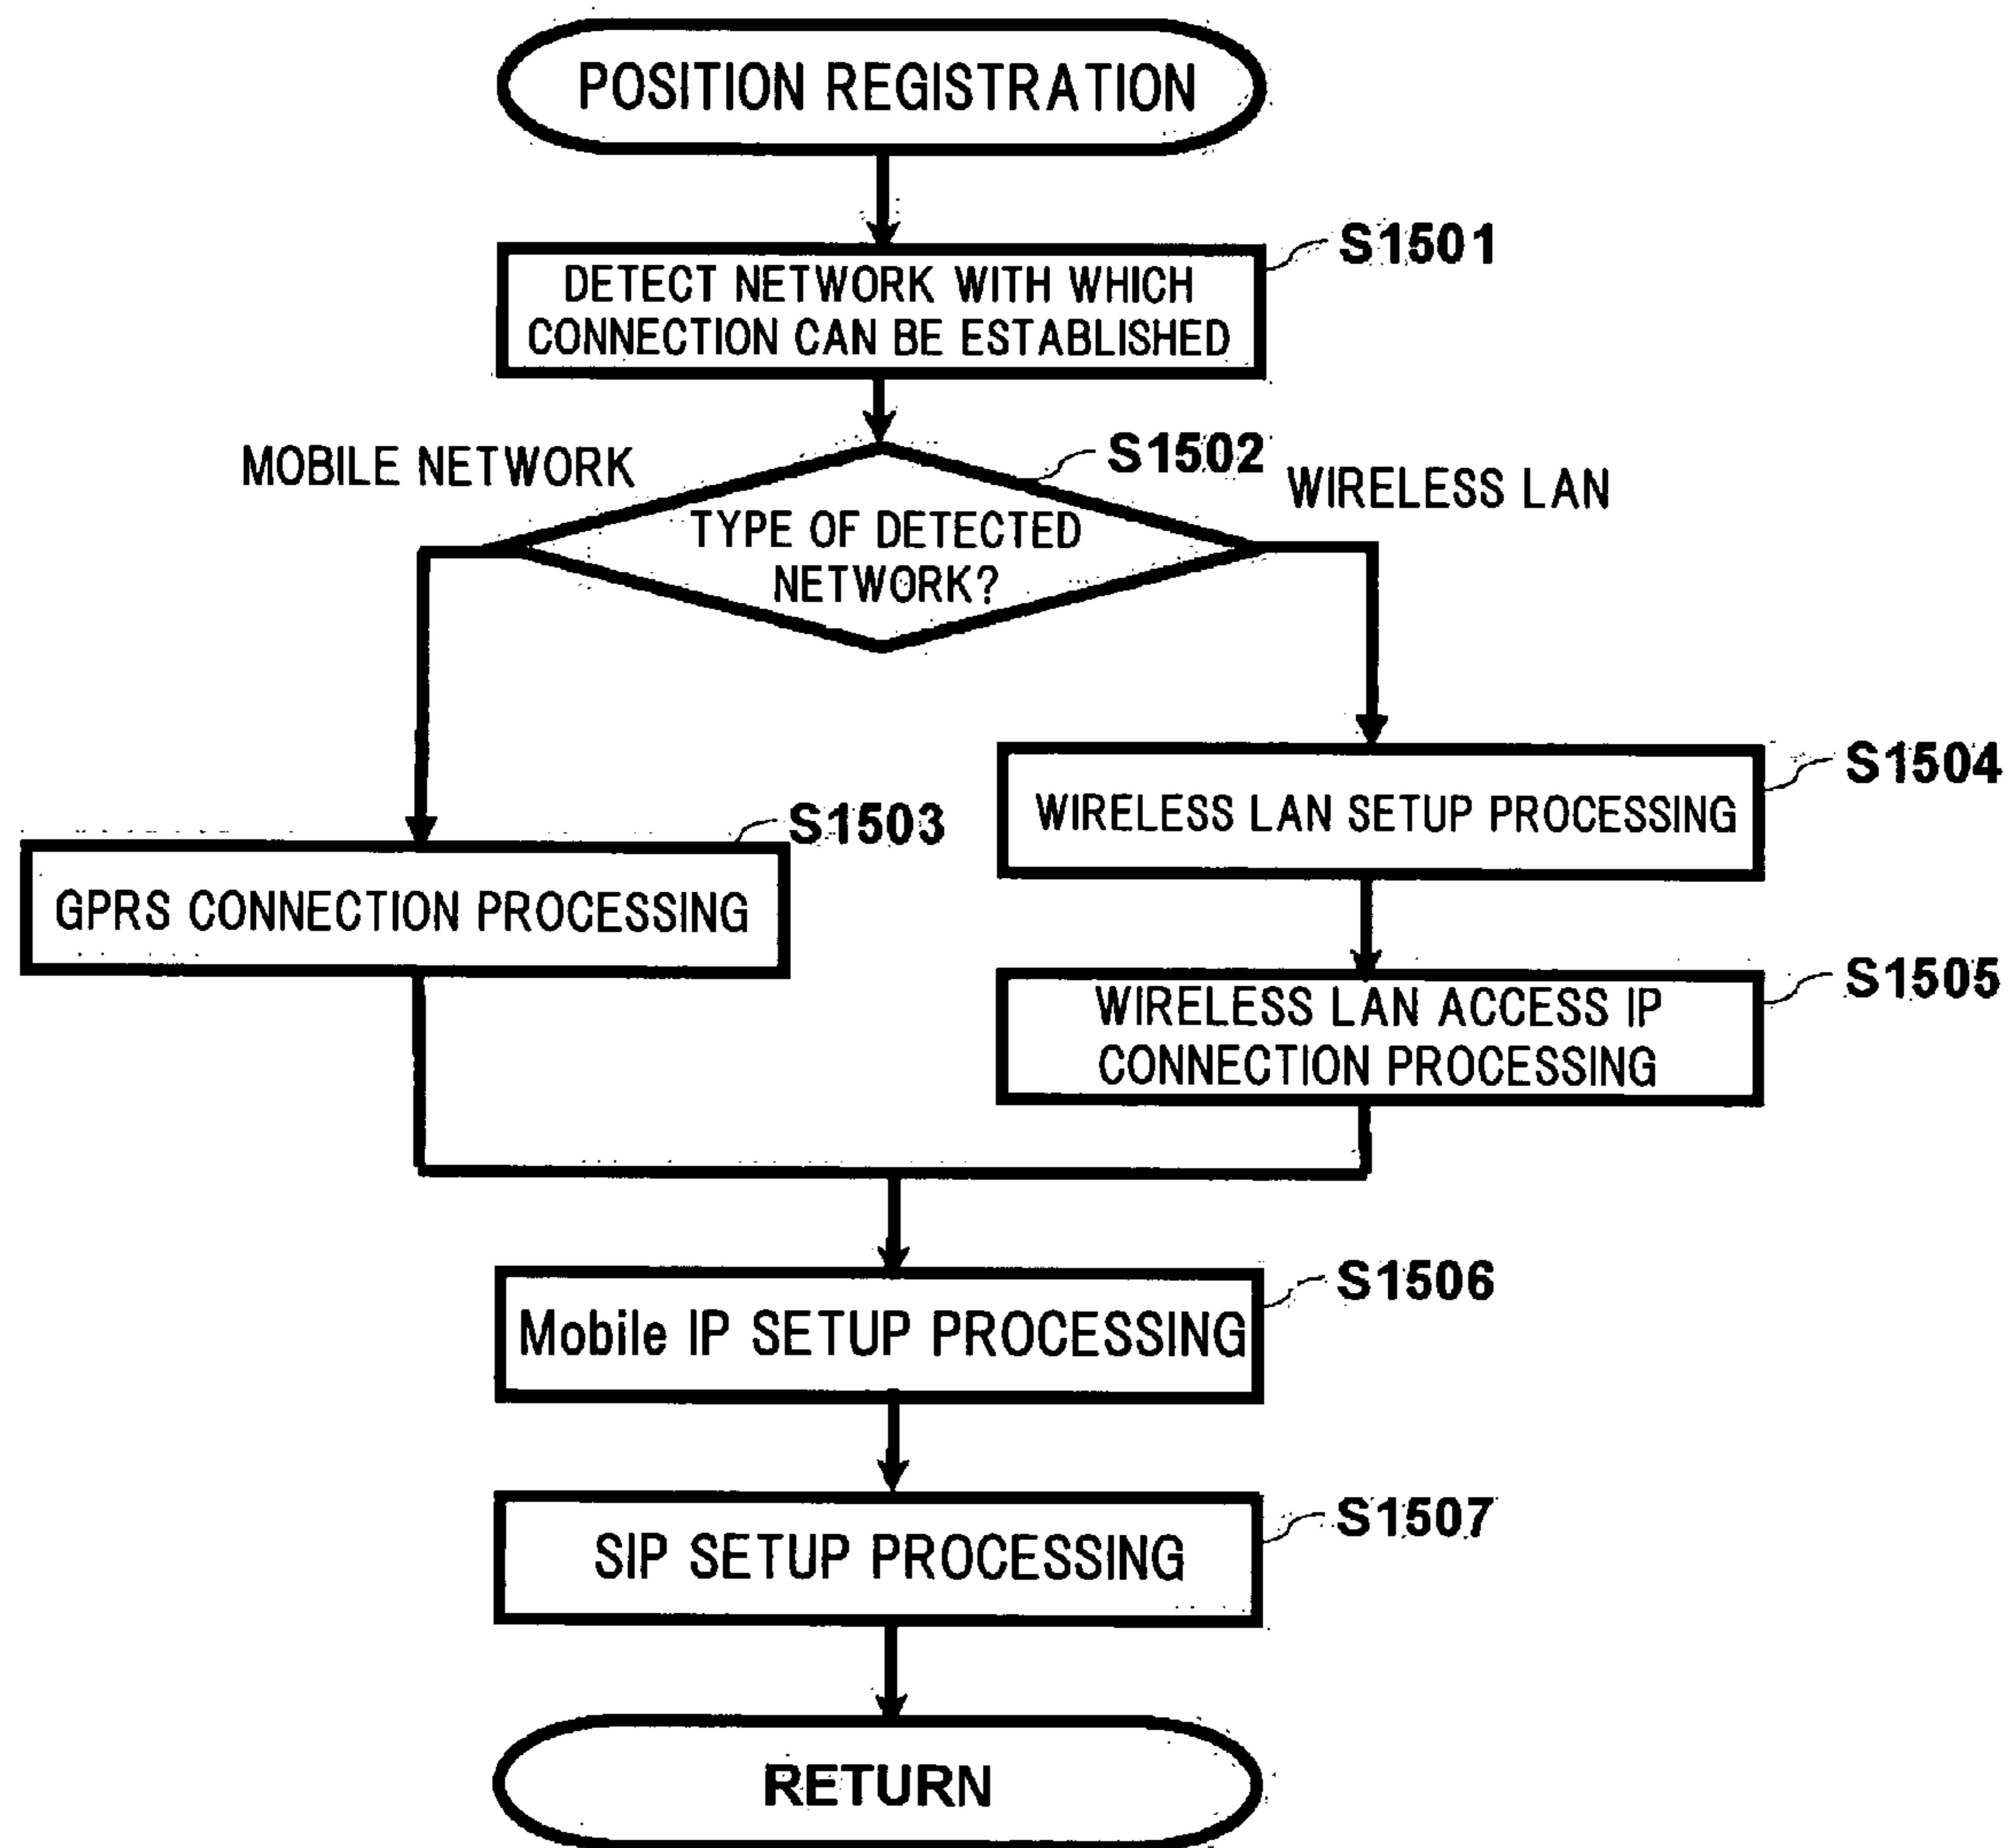 POSITION REGISTRATION
S1501
DETECT NETWORK WITH WHICH
CONNECTION CAN BE ESTABLISHED
MOBILE NETWORK
S1502
WIRELESS LAN
TYPE OF DETECTED
NETWORK?
S1504
WIRELESS LAN SETUP PROCESSING
S1503
GPRS CONNECTION PROCESSING
S1505
WIRELESS LAN ACCESS IP
CONNECTION PROCESSING
S1506
Mobile IP SETUP PROCESSING
S1507
SIP SETUP PROCESSING
RETURN